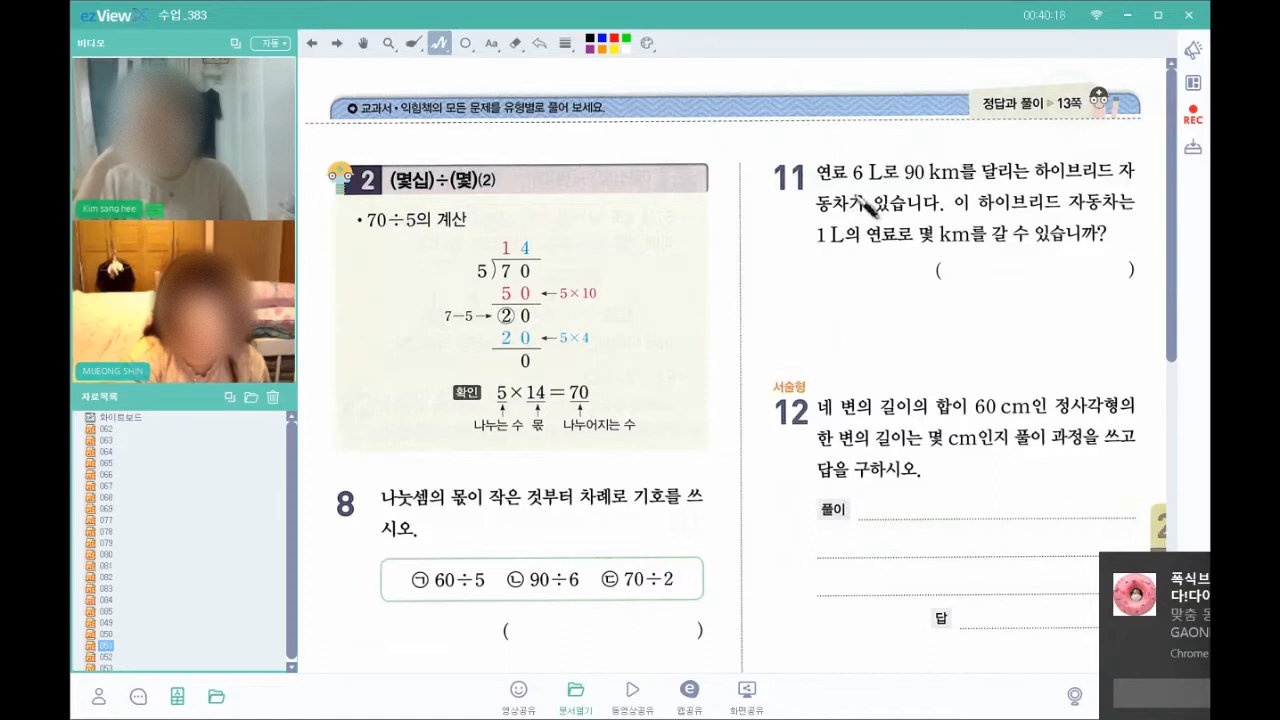 ezViewX 수업_383
00:40:18
비디오
자동
Aa
교과서·익힘책의 모든 문제를 유형별로 풀어 보세요.
정답과 풀이 ▶ 13쪽
REC
Kim sang hee
MIJEONG SHIN
자료목록
화이트보드
062
063
064
065
066
067
068
069
077
078
079
080
081
082
083
084
085
049
050
051
052
053
2 (몇십)÷(몇)(2)
• 70÷5의 계산
1 4
5 ) 7 0
5 0 ← 5×10
7−5 → ② 0
2 0 ← 5×4
0
확인 5×14=70
나누는 수 몫 나누어지는 수
8 나눗셈의 몫이 작은 것부터 차례로 기호를 쓰
시오.
㉠ 60÷5 ㉡ 90÷6 ㉢ 70÷2
( )
11 연료 6 L로 90 km를 달리는 하이브리드 자
동차가 있습니다. 이 하이브리드 자동차는
1 L의 연료로 몇 km를 갈 수 있습니까?
( )
서술형
12 네 변의 길이의 합이 60 cm인 정사각형의
한 변의 길이는 몇 cm인지 풀이 과정을 쓰고
답을 구하시오.
풀이
답
2
폭식브
다!다이
맞춤 동
GAON
Chrome
영상공유
문서열기
동영상공유
웹공유
화면공유